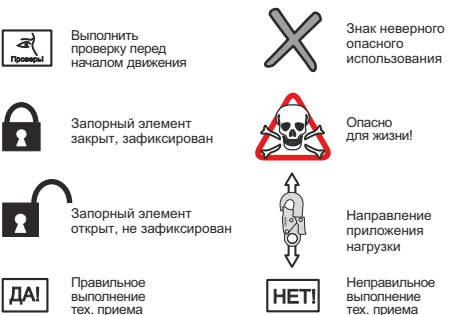 Проверь!
Выполнить
проверку перед
началом движения
Знак неверного
опасного
использования
Запорный элемент
закрыт, зафиксирован
Опасно
для жизни!
Запорный элемент
открыт, не зафиксирован
Направление
приложения
нагрузки
ДА!
Правильное
выполнение
тех. приема
НЕТ!
Неправильное
выполнение
тех. приема